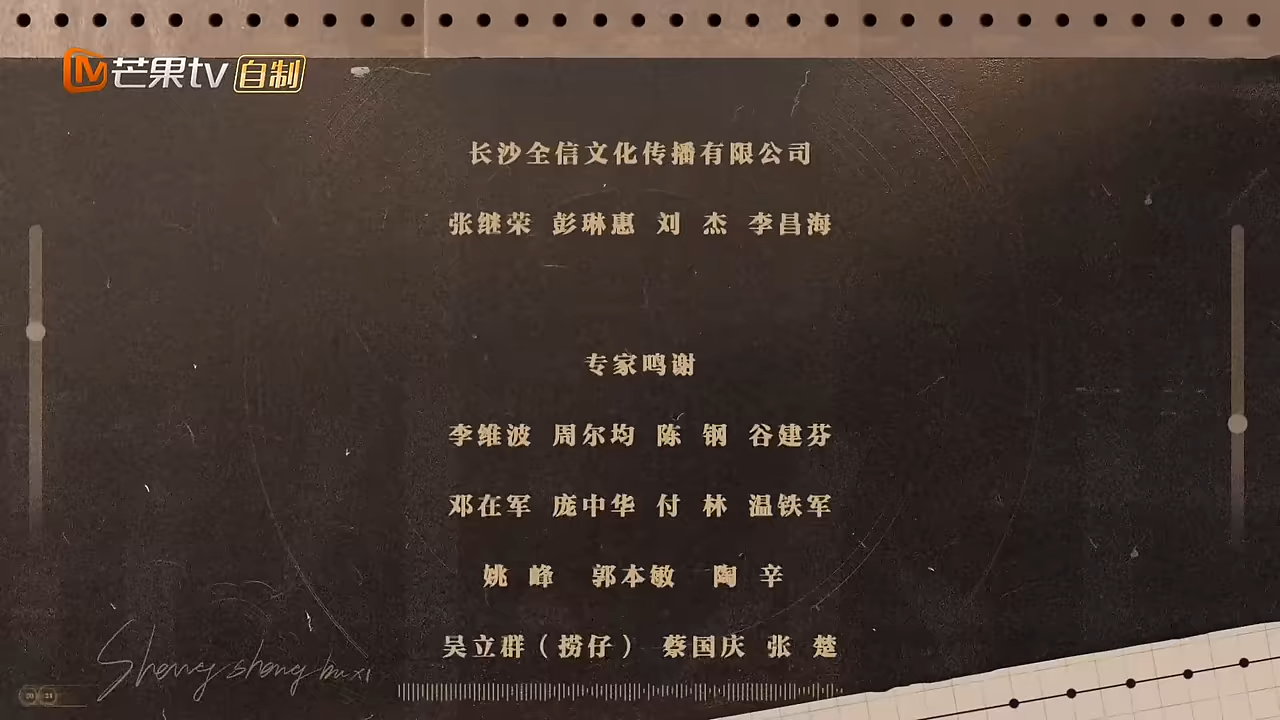 芒果tv 自制
长沙全信文化传播有限公司
张继荣 彭琳惠 刘 杰 李昌海
专家鸣谢
李维波 周尔均 陈 钢 谷建芬
邓在军 庞中华 付 林 温铁军
姚 峰 郭本敏 陶 辛
吴立群（捞仔） 蔡国庆 张 楚
Sheng sheng bu xi